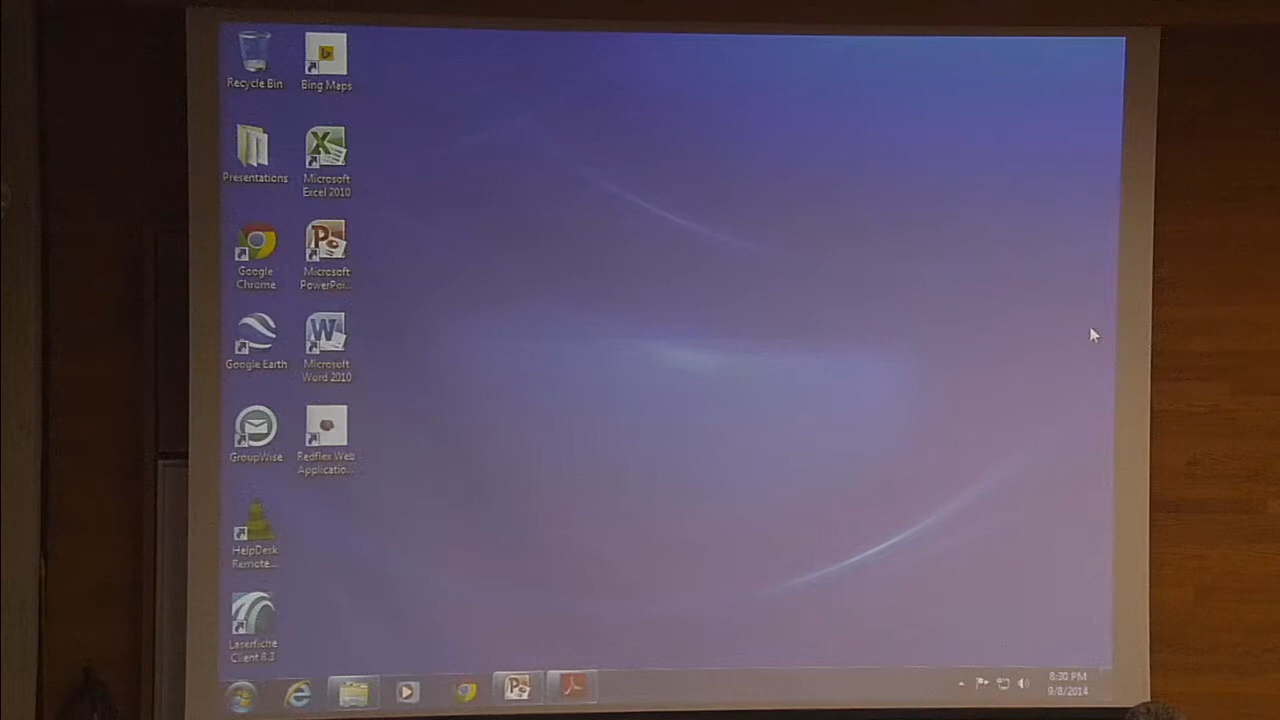 Recycle Bin
Bing Maps
Presentations
Microsoft
Excel 2010
Google
Chrome
Microsoft
PowerPoi...
Google Earth
Microsoft
Word 2010
GroupWise
Redflex Web
Applicatio...
HelpDesk
Remote...
Laserfiche
Client 8.3
8:30 PM
9/8/2014